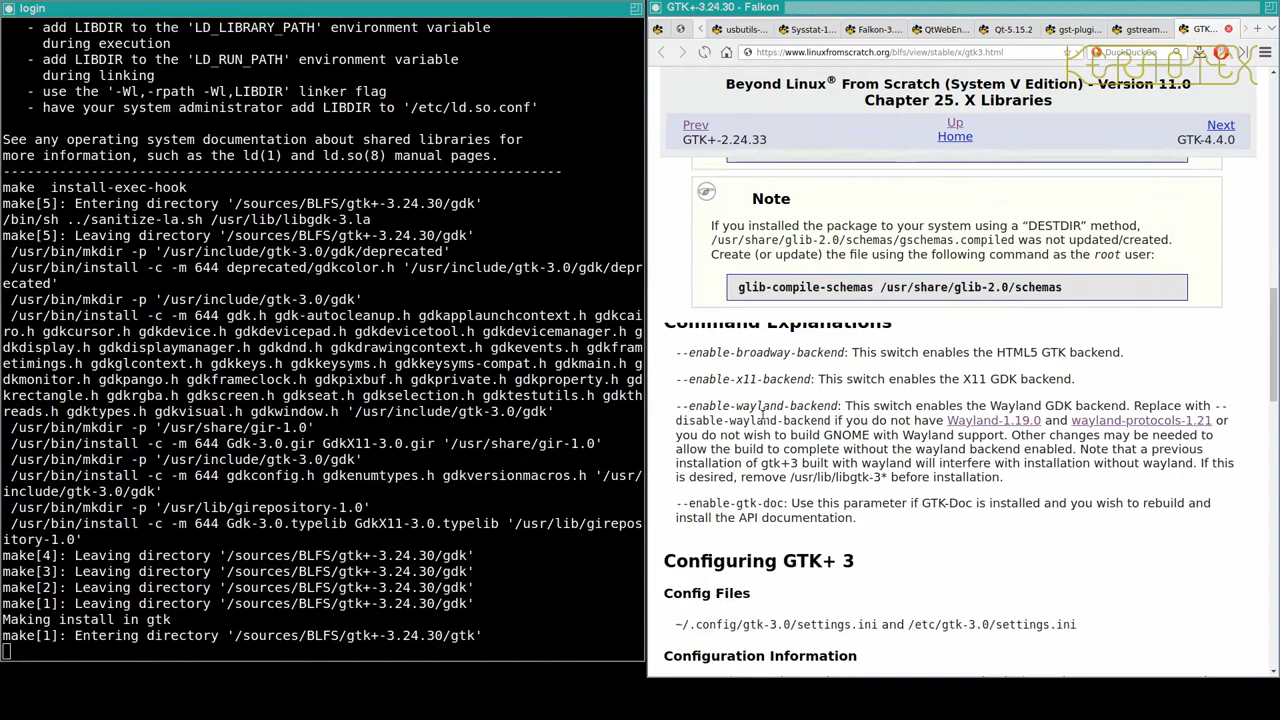 login
- add LIBDIR to the 'LD_LIBRARY_PATH' environment variable
during execution
- add LIBDIR to the 'LD_RUN_PATH' environment variable
during linking
- use the '-Wl,-rpath -Wl,LIBDIR' linker flag
- have your system administrator add LIBDIR to '/etc/ld.so.conf'
See any operating system documentation about shared libraries for
more information, such as the ld(1) and ld.so(8) manual pages.
----------------------------------------------------------------------
make  install-exec-hook
make[5]: Entering directory '/sources/BLFS/gtk+-3.24.30/gdk'
/bin/sh ../sanitize-la.sh /usr/lib/libgdk-3.la
make[5]: Leaving directory '/sources/BLFS/gtk+-3.24.30/gdk'
/usr/bin/mkdir -p '/usr/include/gtk-3.0/gdk/deprecated'
/usr/bin/install -c -m 644 deprecated/gdkcolor.h '/usr/include/gtk-3.0/gdk/depr
ecated'
/usr/bin/mkdir -p '/usr/include/gtk-3.0/gdk'
/usr/bin/install -c -m 644 gdk.h gdk-autocleanup.h gdkapplaunchcontext.h gdkcai
ro.h gdkcursor.h gdkdevice.h gdkdevicepad.h gdkdevicetool.h gdkdevicemanager.h g
dkdisplay.h gdkdisplaymanager.h gdkdnd.h gdkdrawingcontext.h gdkevents.h gdkfram
etimings.h gdkglcontext.h gdkkeys.h gdkkeysyms.h gdkkeysyms-compat.h gdkmain.h g
dkmonitor.h gdkpango.h gdkframeclock.h gdkpixbuf.h gdkprivate.h gdkproperty.h gd
krectangle.h gdkrgba.h gdkscreen.h gdkseat.h gdkselection.h gdktestutils.h gdkth
reads.h gdktypes.h gdkvisual.h gdkwindow.h '/usr/include/gtk-3.0/gdk'
/usr/bin/mkdir -p '/usr/share/gir-1.0'
/usr/bin/install -c -m 644 Gdk-3.0.gir GdkX11-3.0.gir '/usr/share/gir-1.0'
/usr/bin/mkdir -p '/usr/include/gtk-3.0/gdk'
/usr/bin/install -c -m 644 gdkconfig.h gdkenumtypes.h gdkversionmacros.h '/usr/
include/gtk-3.0/gdk'
/usr/bin/mkdir -p '/usr/lib/girepository-1.0'
/usr/bin/install -c -m 644 Gdk-3.0.typelib GdkX11-3.0.typelib '/usr/lib/girepos
itory-1.0'
make[4]: Leaving directory '/sources/BLFS/gtk+-3.24.30/gdk'
make[3]: Leaving directory '/sources/BLFS/gtk+-3.24.30/gdk'
make[2]: Leaving directory '/sources/BLFS/gtk+-3.24.30/gdk'
make[1]: Leaving directory '/sources/BLFS/gtk+-3.24.30/gdk'
Making install in gtk
make[1]: Entering directory '/sources/BLFS/gtk+-3.24.30/gtk'
GTK+-3.24.30 - Falkon
usbutils-... Sysstat-1... Falkon-3.... QtWebEn... Qt-5.15.2 gst-plugi... gstream... GTK...
https://www.linuxfromscratch.org/blfs/view/stable/x/gtk3.html DuckDuckGo
KERNOTEX
Beyond Linux® From Scratch (System V Edition) - Version 11.0
Chapter 25. X Libraries
Prev Up Next
GTK+-2.24.33 Home GTK-4.4.0
Note
If you installed the package to your system using a “DESTDIR” method,
/usr/share/glib-2.0/schemas/gschemas.compiled was not updated/created.
Create (or update) the file using the following command as the root user:
glib-compile-schemas /usr/share/glib-2.0/schemas
Command Explanations
--enable-broadway-backend: This switch enables the HTML5 GTK backend.
--enable-x11-backend: This switch enables the X11 GDK backend.
--enable-wayland-backend: This switch enables the Wayland GDK backend. Replace with --
disable-wayland-backend if you do not have Wayland-1.19.0 and wayland-protocols-1.21 or
you do not wish to build GNOME with Wayland support. Other changes may be needed to
allow the build to complete without the wayland backend enabled. Note that a previous
installation of gtk+3 built with wayland will interfere with installation without wayland. If this
is desired, remove /usr/lib/libgtk-3* before installation.
--enable-gtk-doc: Use this parameter if GTK-Doc is installed and you wish to rebuild and
install the API documentation.
Configuring GTK+ 3
Config Files
~/.config/gtk-3.0/settings.ini and /etc/gtk-3.0/settings.ini
Configuration Information